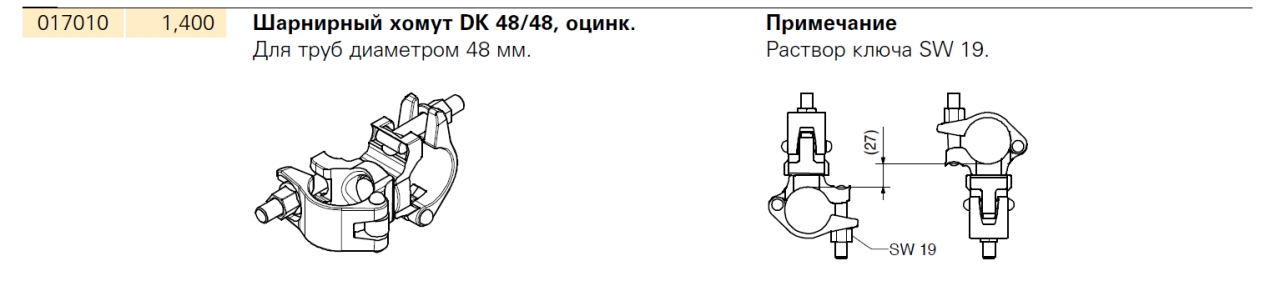 017010 1,400 Шарнирный хомут DK 48/48, оцинк. Примечание
Для труб диаметром 48 мм. Раствор ключа SW 19.
(27)
SW 19